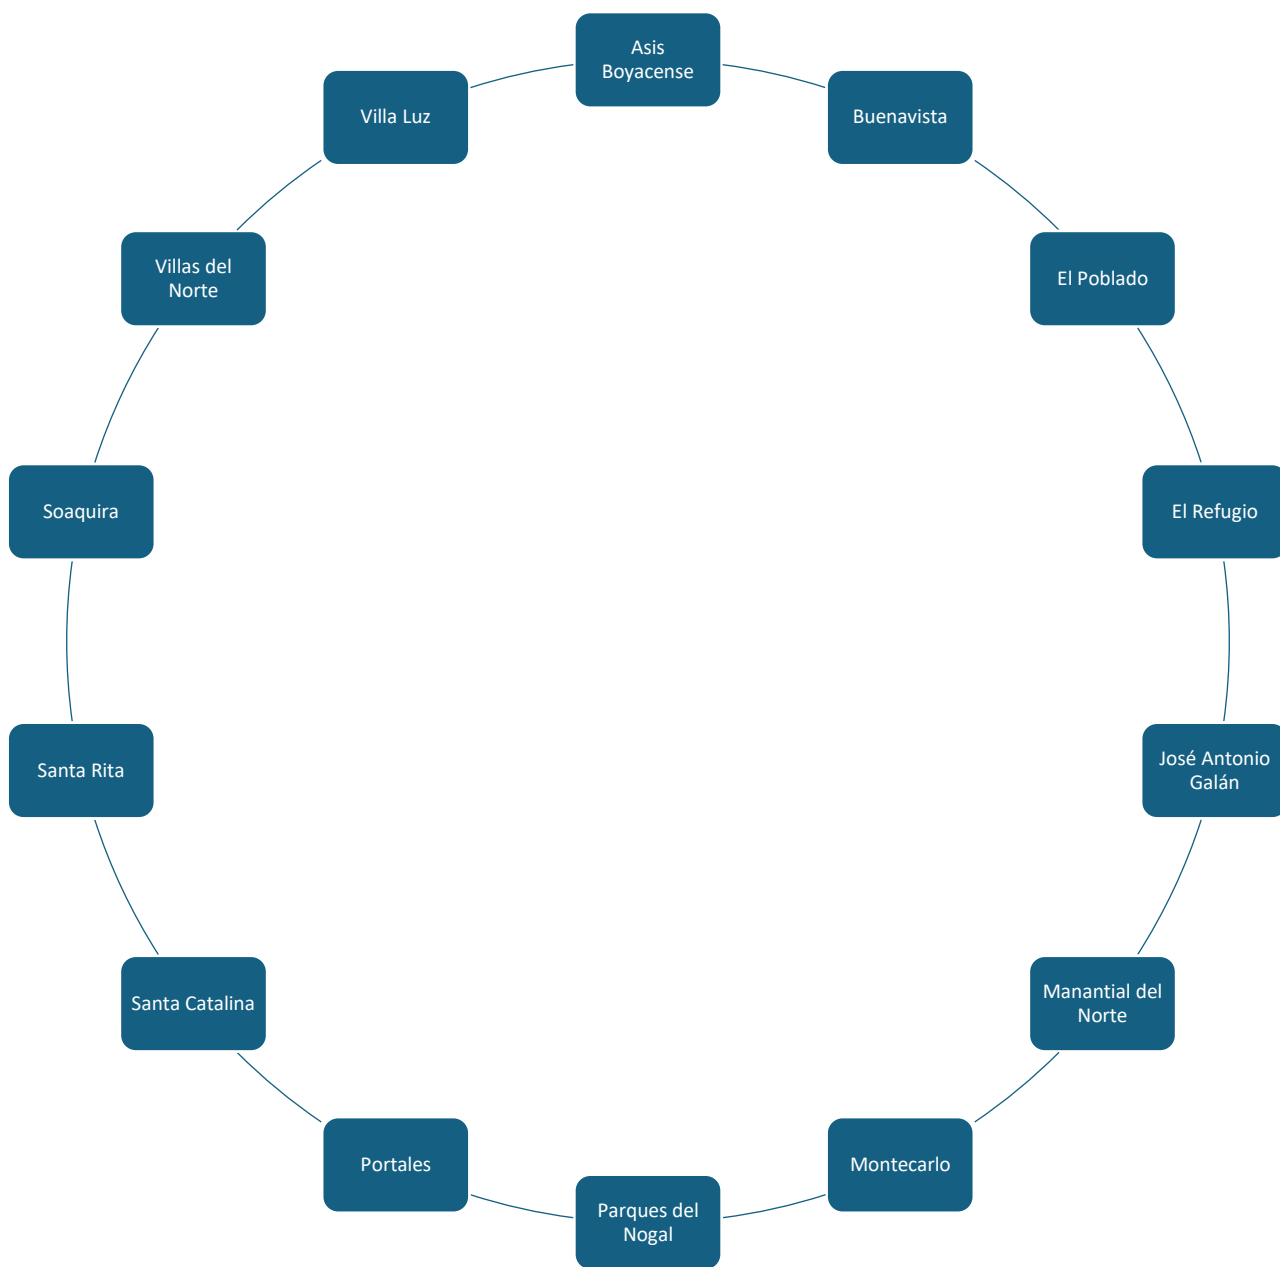 Asis
Boyacense
Buenavista
El Poblado
El Refugio
José Antonio
Galán
Manantial del
Norte
Montecarlo
Parques del
Nogal
Portales
Santa Catalina
Santa Rita
Soaquira
Villas del
Norte
Villa Luz